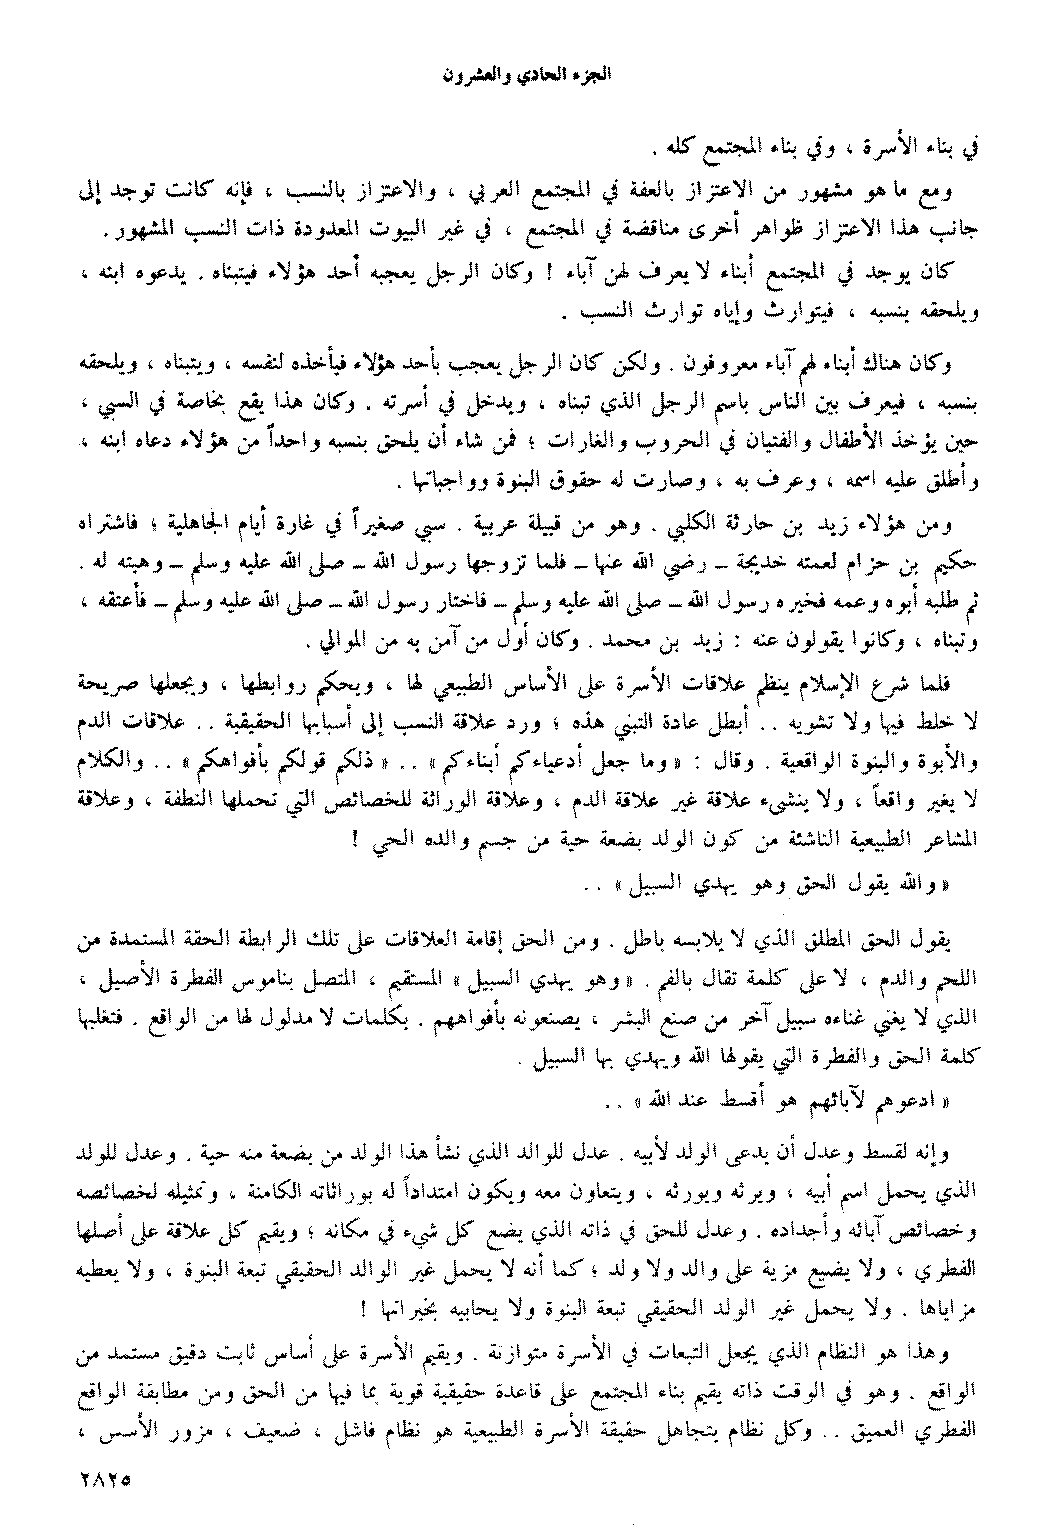 الجزء الحادي والعشرون
في بناء الأسرة ، وفي بناء المجتمع كله .
ومع ما هو مشهور من الاعتزاز بالعفة في المجتمع العربي ، والاعتزاز بالنسب ، فإنه كانت توجد إلى
جانب هذا الاعتزاز ظواهر أخرى مناقضة في المجتمع ، في غير البيوت المعدودة ذات النسب المشهور .
كان يوجد في المجتمع أبناء لا يعرف لهن آباء ! وكان الرجل يعجبه أحد هؤلاء فيتبناه . يدعوه ابنه ،
ويلحقه بنسبه ، فيتوارث وإياه توارث النسب .
وكان هناك أبناء لهم آباء معروفون . ولكن كان الرجل يعجب بأحد هؤلاء فيأخذه لنفسه ، ويتبناه ، ويلحقه
بنسبه ، فيعرف بين الناس باسم الرجل الذي تبناه ، ويدخل في أسرته . وكان هذا يقع بخاصة في السبي ،
حين يؤخذ الأطفال والفتيان في الحروب والغارات ؛ فمن شاء أن يلحق بنسبه واحداً من هؤلاء دعاه ابنه ،
وأطلق عليه اسمه ، وعرف به ، وصارت له حقوق البنوة وواجباتها .
ومن هؤلاء زيد بن حارثة الكلبي . وهو من قبيلة عربية . سبي صغيراً في غارة أيام الجاهلية ؛ فاشتراه
حكيم بن حزام لعمته خديجة – رضي الله عنها – فلما تزوجها رسول الله – صلى الله عليه وسلم – وهبته له .
ثم طلبه أبوه وعمه فخيره رسول الله – صلى الله عليه وسلم – فاختار رسول الله – صلى الله عليه وسلم – فأعتقه ،
وتبناه ، وكانوا يقولون عنه : زيد بن محمد . وكان أول من آمن به من الموالي .
فلما شرع الإسلام ينظم علاقات الأسرة على الأساس الطبيعي لها ، ويحكم روابطها ، ويجعلها صريحة
لا خلط فيها ولا تشويه .. أبطل عادة التبني هذه ؛ ورد علاقة النسب إلى أسبابها الحقيقية .. علاقات الدم
والأبوة والبنوة الواقعية . وقال : « وما جعل أدعياءكم أبناءكم » .. « ذلكم قولكم بأفواهكم » .. والكلام
لا يغير واقعاً ، ولا ينشىء علاقة غير علاقة الدم ، وعلاقة الوراثة للخصائص التي تحملها النطفة ، وعلاقة
المشاعر الطبيعية الناشئة من كون الولد بضعة حية من جسم والده الحي !
« والله يقول الحق وهو يهدي السبيل » ..
يقول الحق المطلق الذي لا يلابسه باطل . ومن الحق إقامة العلاقات على تلك الرابطة الحقة المستمدة من
اللحم والدم ، لا على كلمة تقال بالفم . « وهو يهدي السبيل » المستقيم ، المتصل بناموس الفطرة الأصيل ،
الذي لا يغني غناءه سبيل آخر من صنع البشر ، يصنعونه بأفواههم . بكلمات لا مدلول لها من الواقع . فتغلبها
كلمة الحق والفطرة التي يقولها الله ويهدي بها السبيل .
« ادعوهم لآبائهم هو أقسط عند الله » ..
وإنه لقسط وعدل أن يدعى الولد لأبيه . عدل للوالد الذي نشأ هذا الولد من بضعة منه حية . وعدل للولد
الذي يحمل اسم أبيه ، ويرثه ويورثه ، ويتعاون معه ويكون امتداداً له بوراثاته الكامنة ، وتمثيله لخصائصه
وخصائص آبائه وأجداده . وعدل للحق في ذاته الذي يضع كل شيء في مكانه ؛ ويقيم كل علاقة على أصلها
الفطري ، ولا يضيع مزية على والد ولا ولد ؛ كما أنه لا يحمل غير الوالد الحقيقي تبعة البنوة ، ولا يعطيه
مزاياها . ولا يحمل غير الولد الحقيقي تبعة البنوة ولا يحابيه بخيراتها !
وهذا هو النظام الذي يجعل التبعات في الأسرة متوازنة . ويقيم الأسرة على أساس ثابت دقيق مستمد من
الواقع . وهو في الوقت ذاته يقيم بناء المجتمع على قاعدة حقيقية قوية بما فيها من الحق ومن مطابقة الواقع
الفطري العميق .. وكل نظام يتجاهل حقيقة الأسرة الطبيعية هو نظام فاشل ، ضعيف ، مزور الأسس ،
٢٨٢٥